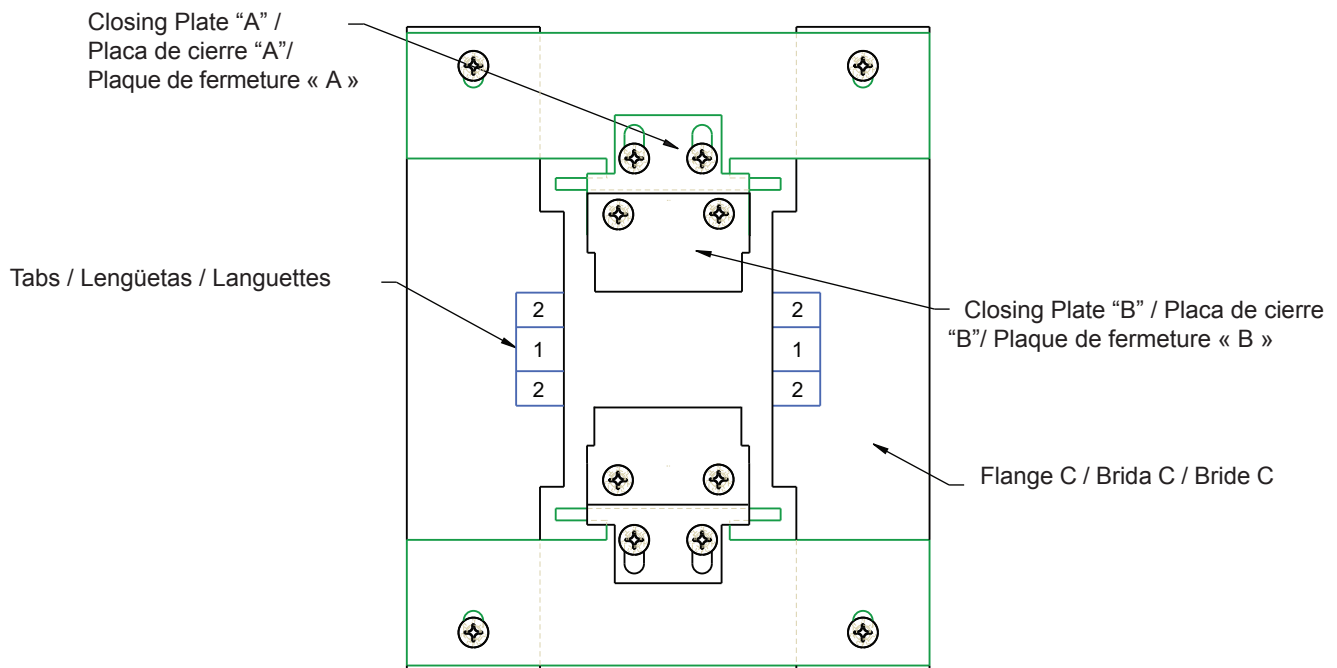 Closing Plate “A” /
Placa de cierre “A”/
Plaque de fermeture « A »
Tabs / Lengüetas / Languettes
2
1
2
2
1
2
Closing Plate “B” / Placa de cierre
“B”/ Plaque de fermeture « B »
Flange C / Brida C / Bride C